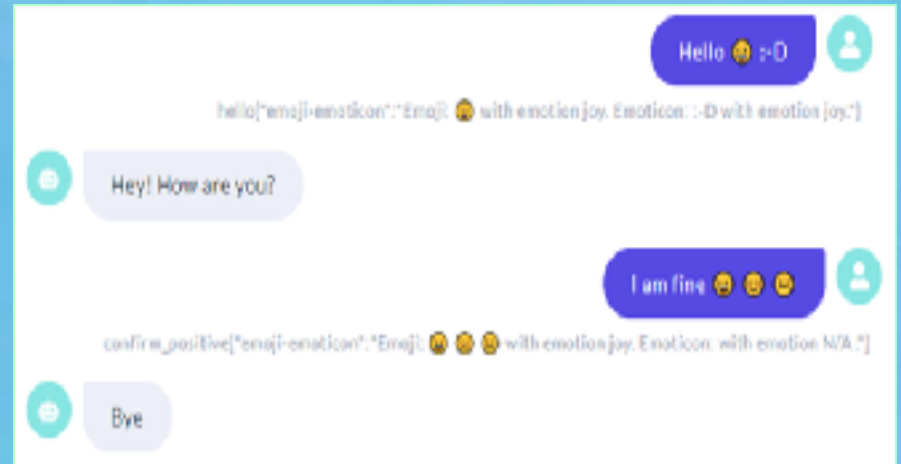 Hello 😀 :-D
hello{"emoji-emoticon":"Emoji: 😀 with emotion joy. Emoticon: :-D with emotion joy."}
Hey! How are you?
I am fine
confirm_positive{"emoji-emoticon":"Emoji: with emotion joy. Emoticon: with emotion N/A."}
Bye